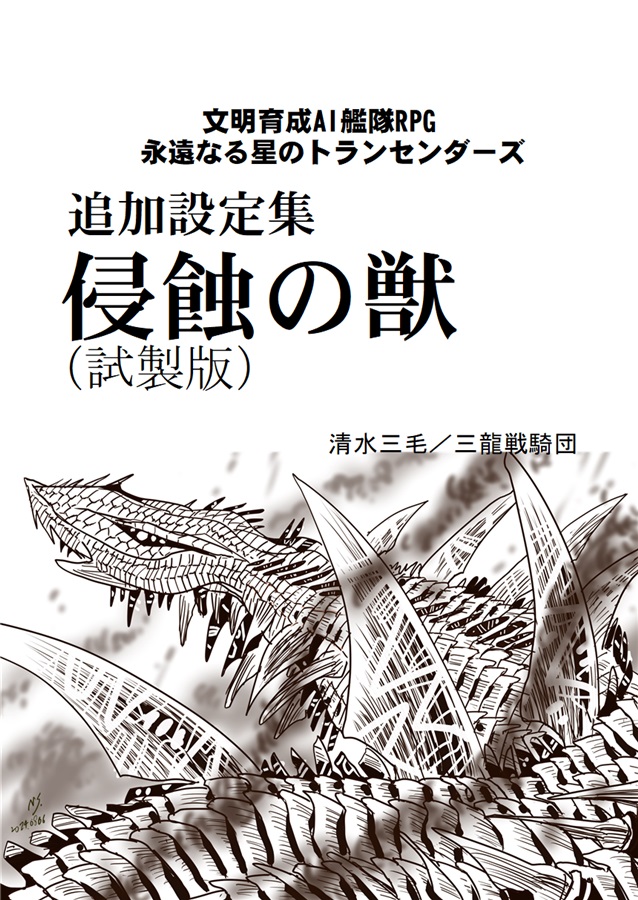 文明育成AI艦隊RPG
永遠なる星のトランセンダーズ
追加設定集
侵蝕の獣
(試製版)
清水三毛／三龍戦騎団
N.S.